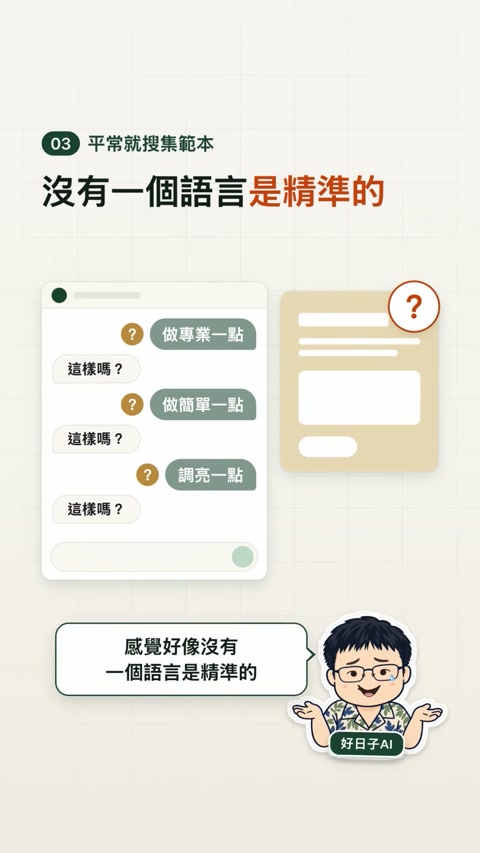 03 平常就搜集範本
沒有一個語言是精準的
?
? 做專業一點
這樣嗎？
? 做簡單一點
這樣嗎？
? 調亮一點
這樣嗎？
感覺好像沒有
一個語言是精準的
好日子AI